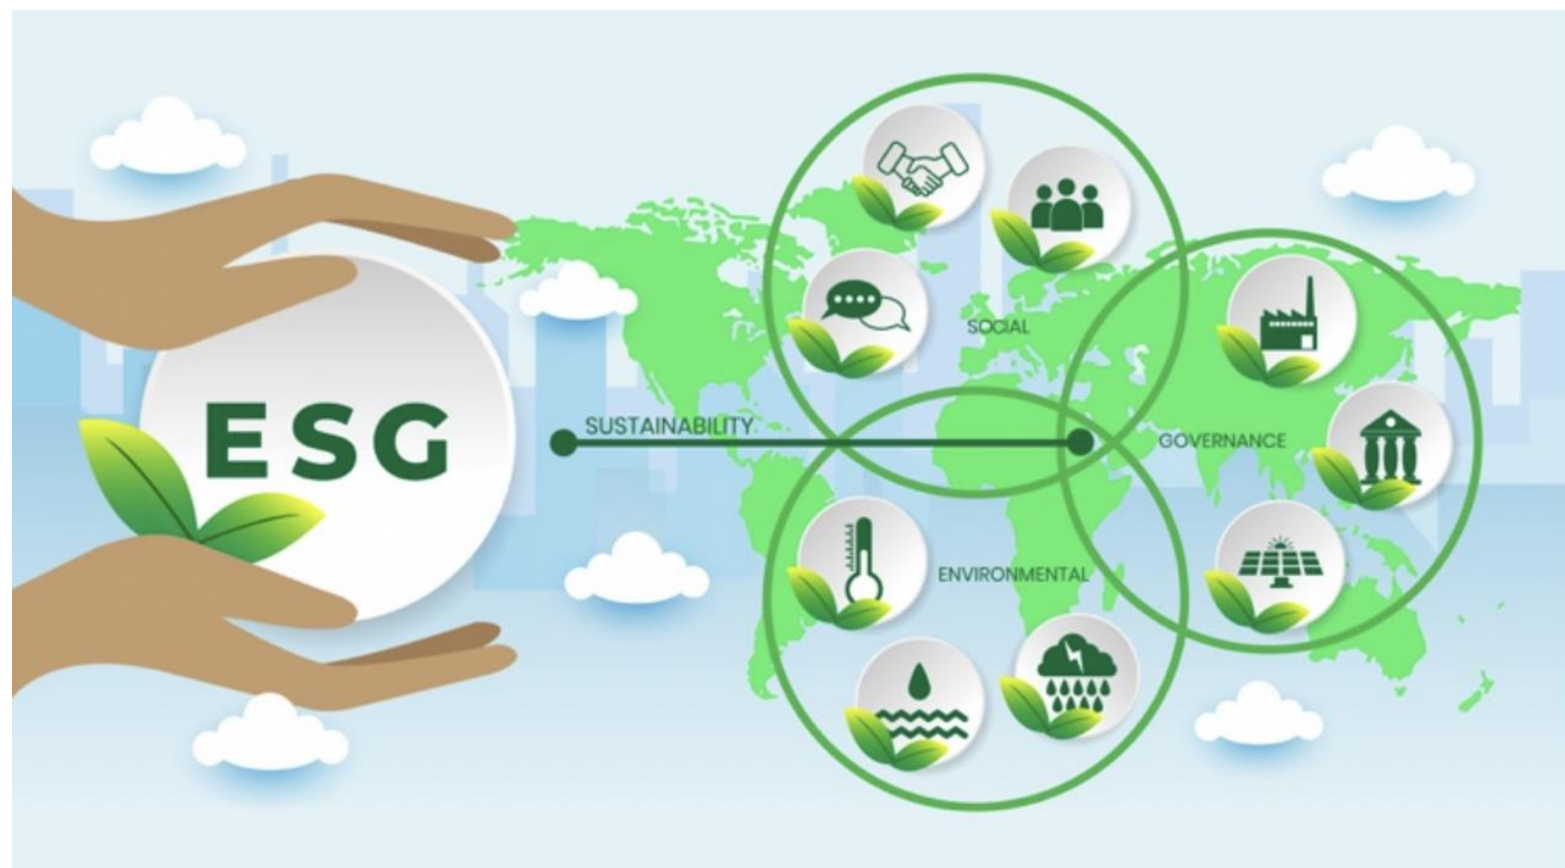 ESG
SUSTAINABILITY
SOCIAL
GOVERNANCE
ENVIRONMENTAL